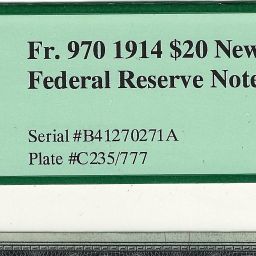 Fr. 970 1914 $20 New
Federal Reserve Note
Serial #B41270271A
Plate #C235/777